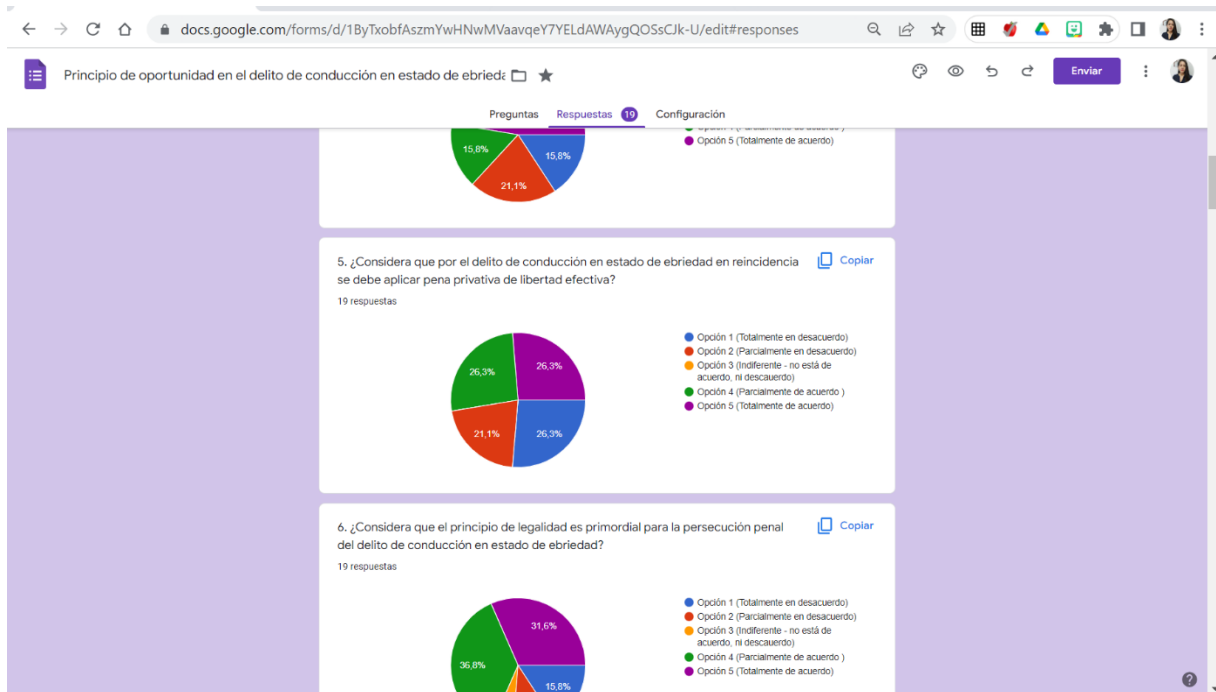 docs.google.com/forms/d/1ByTxobfAszmYwHNwMVaavqeY7YELdAWAygQOSsCJk-U/edit#responses
Principio de oportunidad en el delito de conducción en estado de ebrieda
Enviar
Preguntas Respuestas 19 Configuración
Opción 5 (Totalmente de acuerdo)
15,8%
15,8%
21,1%
5. ¿Considera que por el delito de conducción en estado de ebriedad en reincidencia
se debe aplicar pena privativa de libertad efectiva?
Copiar
19 respuestas
Opción 1 (Totalmente en desacuerdo)
Opción 2 (Parcialmente en desacuerdo)
Opción 3 (Indiferente - no está de
acuerdo, ni descauerdo)
Opción 4 (Parcialmente de acuerdo )
Opción 5 (Totalmente de acuerdo)
26,3%
26,3%
21,1%
26,3%
6. ¿Considera que el principio de legalidad es primordial para la persecución penal
del delito de conducción en estado de ebriedad?
Copiar
19 respuestas
Opción 1 (Totalmente en desacuerdo)
Opción 2 (Parcialmente en desacuerdo)
Opción 3 (Indiferente - no está de
acuerdo, ni descauerdo)
Opción 4 (Parcialmente de acuerdo )
Opción 5 (Totalmente de acuerdo)
31,6%
36,8%
15,8%